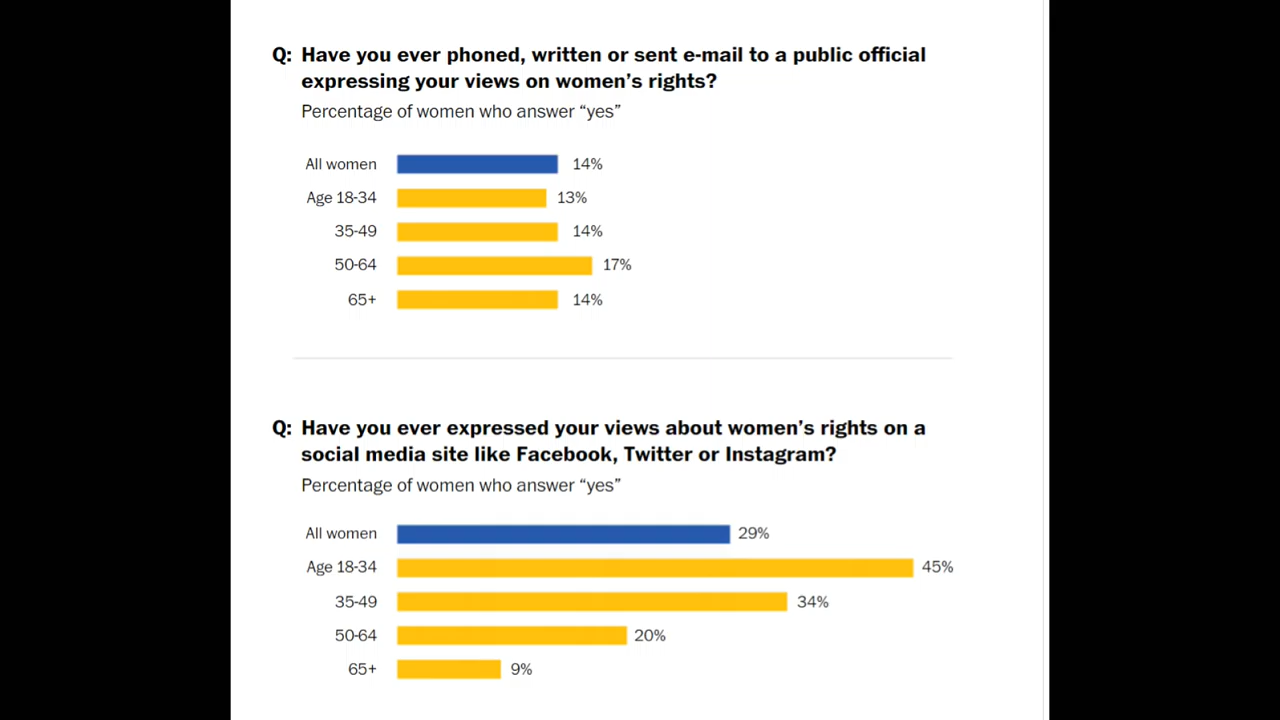 Q: Have you ever phoned, written or sent e-mail to a public official
expressing your views on women’s rights?
Percentage of women who answer “yes”
All women 14%
Age 18-34 13%
35-49 14%
50-64 17%
65+ 14%
Q: Have you ever expressed your views about women’s rights on a
social media site like Facebook, Twitter or Instagram?
Percentage of women who answer “yes”
All women 29%
Age 18-34 45%
35-49 34%
50-64 20%
65+ 9%